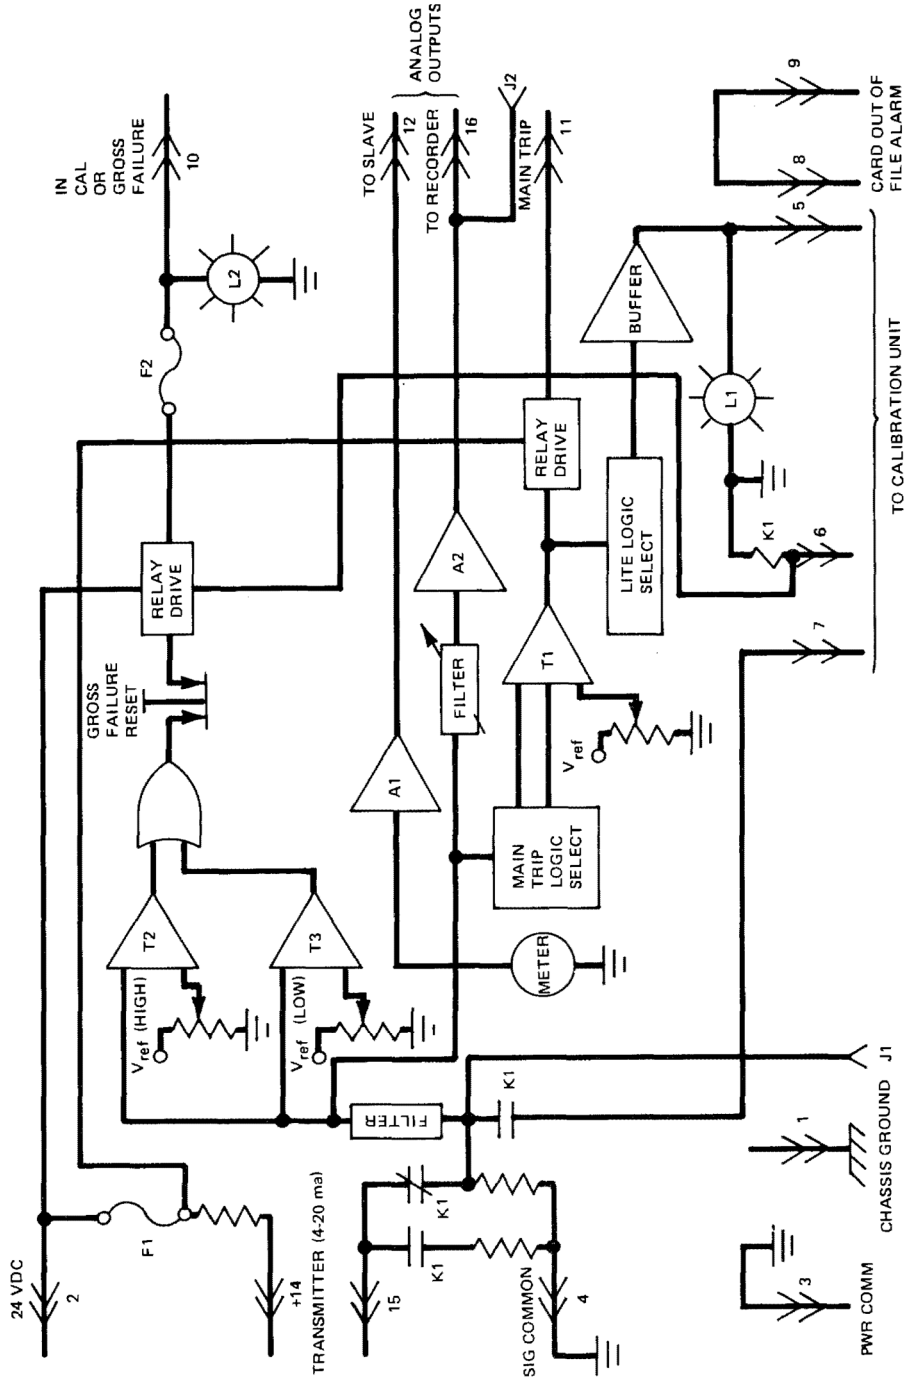 24 VDC
2
F1
+14
TRANSMITTER (4-20 ma)
15
K1
K1
SIG COMMON
4
PWR COMM
3
CHASSIS GROUND
1
J1
FILTER
K1
Vref (HIGH)
T2
Vref (LOW)
T3
METER
A1
MAIN
TRIP
LOGIC
SELECT
Vref
T1
FILTER
A2
GROSS
FAILURE
RESET
RELAY
DRIVE
F2
L2
IN
CAL
OR
GROSS
FAILURE
10
TO SLAVE
12
ANALOG
OUTPUTS
TO RECORDER
16
J2
MAIN TRIP
11
RELAY
DRIVE
LITE LOGIC
SELECT
BUFFER
L1
K1
7
6
5
TO CALIBRATION UNIT
8
9
CARD OUT OF
FILE ALARM